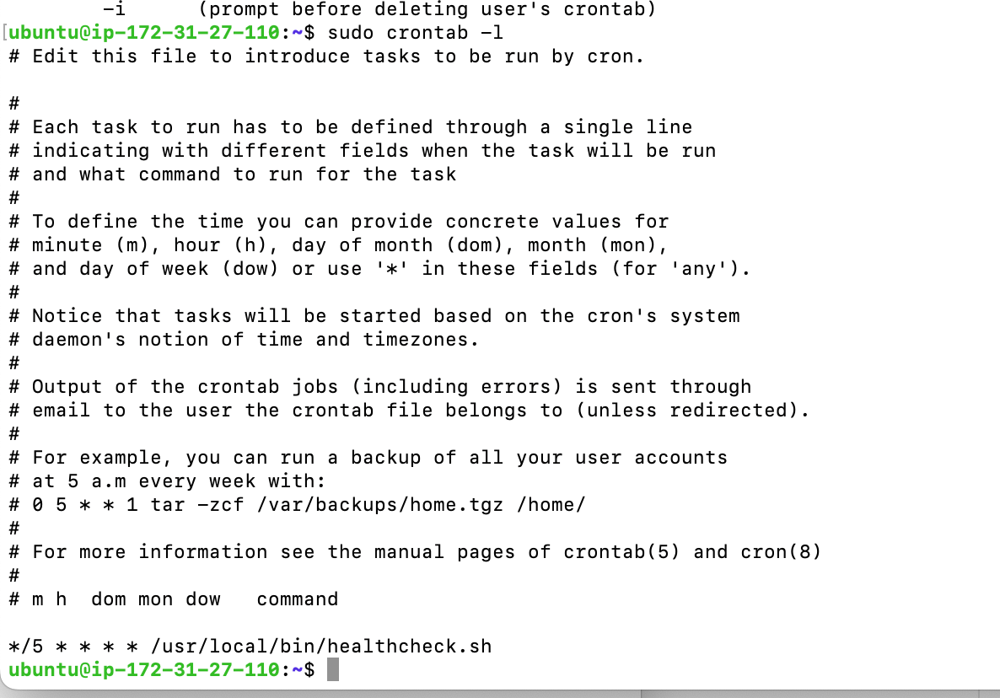 -i      (prompt before deleting user's crontab)
[ubuntu@ip-172-31-27-110:~$ sudo crontab -l
# Edit this file to introduce tasks to be run by cron.

#
# Each task to run has to be defined through a single line
# indicating with different fields when the task will be run
# and what command to run for the task
#
# To define the time you can provide concrete values for
# minute (m), hour (h), day of month (dom), month (mon),
# and day of week (dow) or use '*' in these fields (for 'any').
#
# Notice that tasks will be started based on the cron's system
# daemon's notion of time and timezones.
#
# Output of the crontab jobs (including errors) is sent through
# email to the user the crontab file belongs to (unless redirected).
#
# For example, you can run a backup of all your user accounts
# at 5 a.m every week with:
# 0 5 * * 1 tar -zcf /var/backups/home.tgz /home/
#
# For more information see the manual pages of crontab(5) and cron(8)
#
# m h  dom mon dow   command

*/5 * * * * /usr/local/bin/healthcheck.sh
ubuntu@ip-172-31-27-110:~$